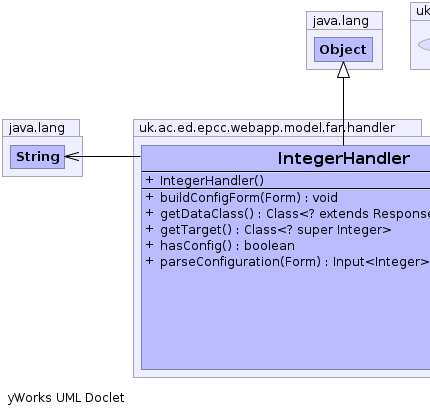 java.lang
Object
uk
java.lang
String
uk.ac.ed.epcc.webapp.model.far.handler
IntegerHandler
+ IntegerHandler()
+ buildConfigForm(Form) : void
+ getDataClass() : Class<? extends Response
+ getTarget() : Class<? super Integer>
+ hasConfig() : boolean
+ parseConfiguration(Form) : Input<Integer>
yWorks UML Doclet